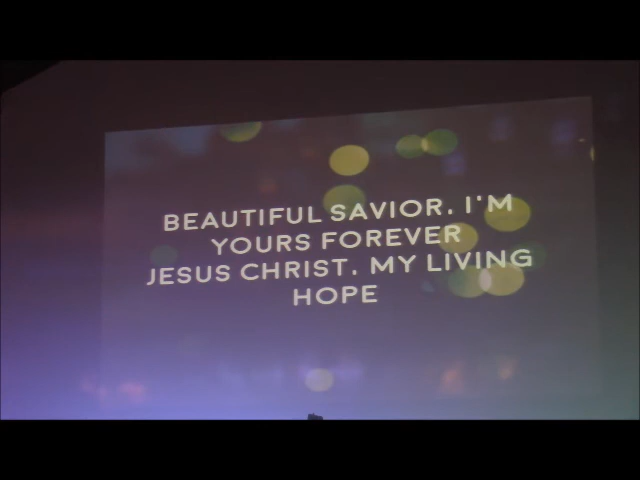 BEAUTIFUL SAVIOR. I'M
YOURS FOREVER
JESUS CHRIST. MY LIVING
HOPE